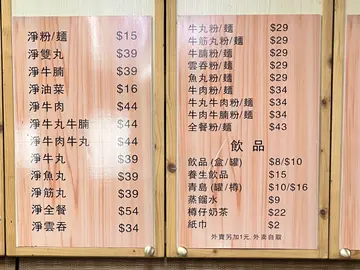 淨粉/麵 $15
淨雙丸 $39
淨牛腩 $39
淨油菜 $16
淨牛肉 $44
淨牛丸牛腩 $44
淨牛肉牛丸 $44
淨牛丸 $39
淨魚丸 $39
淨筋丸 $39
淨全餐 $54
淨雲吞 $34
牛丸粉/麵 $29
牛筋丸粉/麵 $29
牛腩粉/麵 $29
雲吞粉/麵 $29
魚丸粉/麵 $29
牛肉粉/麵 $34
牛丸牛肉粉/麵 $34
牛肉牛腩粉/麵 $34
全餐粉/麵 $43
飲品
飲品 (盒/罐) $8/$10
養生飲品 $15
青島 (罐/樽) $10/$16
蒸餾水 $9
樽仔奶茶 $22
紙巾 $2
外賣另加1元, 外卖自取